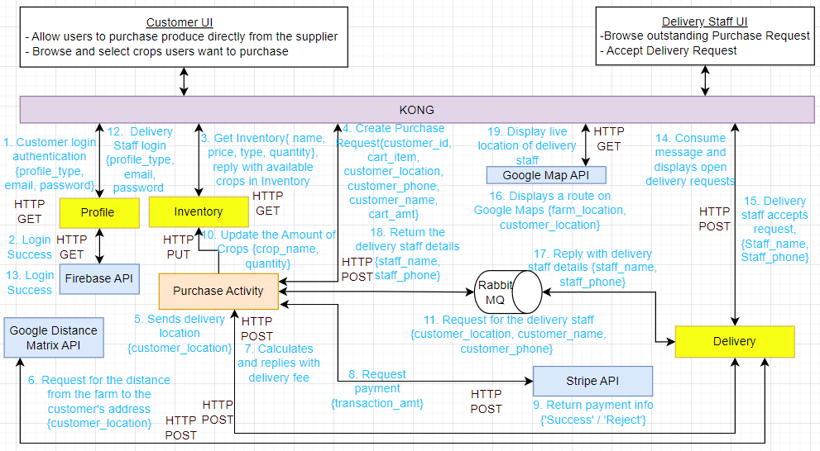 Customer UI
- Allow users to purchase produce directly from the supplier
- Browse and select crops users want to purchase
Delivery Staff UI
-Browse outstanding Purchase Request
- Accept Delivery Request
KONG
1. Customer login
authentication
{profile_type,
email, password}
12. Delivery
Staff login
{profile_type,
email,
password
3. Get Inventory{ name,
price, type, quantity},
reply with available
crops in Inventory
4. Create Purchase
Request{customer_id,
cart_item,
customer_location,
customer_phone,
customer_name,
cart_amt}
19. Display live
location of delivery
staff
HTTP
GET
Google Map API
16. Displays a route on
Google Maps {farm_location,
customer_location}
14. Consume
message and
displays open
delivery requests
HTTP
POST
15. Delivery
staff accepts
request,
{Staff_name,
Staff_phone}
HTTP
GET
Profile
Inventory
HTTP
GET
2. Login
Success
HTTP
GET
HTTP
PUT
10. Update the Amount of
Crops {crop_name,
quantity}
18. Return the
delivery staff details
{staff_name,
staff_phone}
HTTP
POST
17. Reply with delivery
staff details {staff_name,
staff_phone}
13. Login
Success
Firebase API
Purchase Activity
Rabbit
MQ
11. Request for the delivery staff
{customer_location, customer_name,
customer_phone}
Google Distance
Matrix API
5. Sends delivery
location
{customer_location}
HTTP
POST
7. Calculates
and replies with
delivery fee
Delivery
6. Request for the distance
from the farm to the
customer's address
{customer_location}
HTTP
POST
HTTP
POST
8. Request
payment
{transaction_amt}
HTTP
POST
Stripe API
9. Return payment info
{'Success' / 'Reject'}